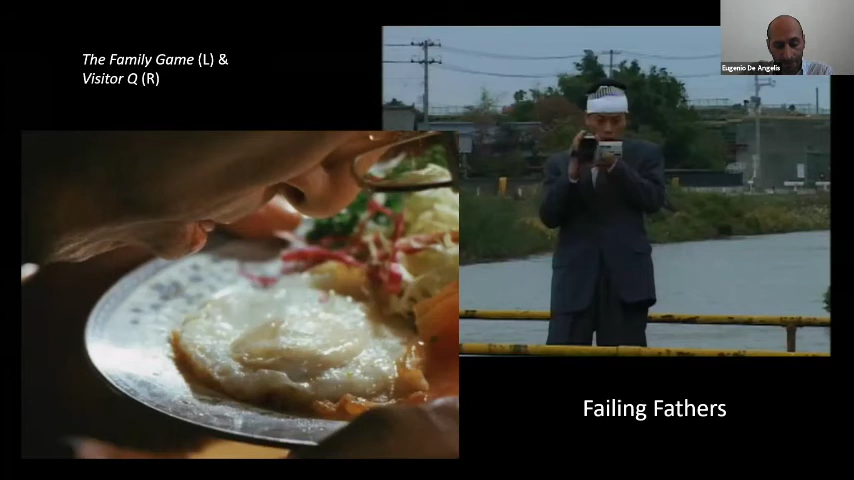 The Family Game (L) &
Visitor Q (R)
Eugenio De Angelis
Failing Fathers